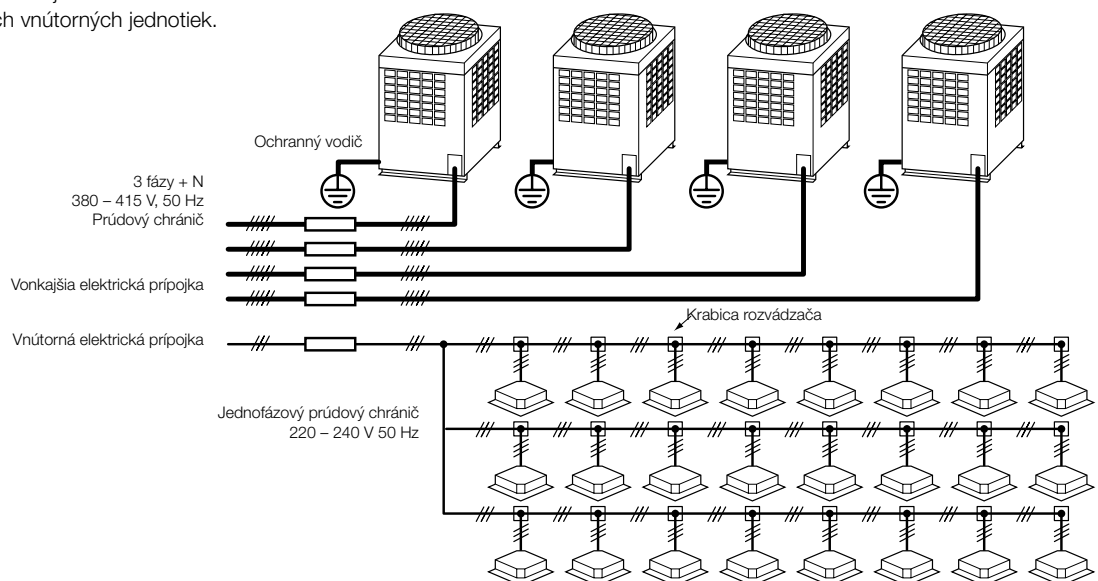 vnútorných jednotiek.
Ochranný vodič
3 fázy + N
380 – 415 V, 50 Hz
Prúdový chránič
Vonkajšia elektrická prípojka
Krabica rozvádzača
Vnútorná elektrická prípojka
Jednofázový prúdový chránič
220 – 240 V 50 Hz